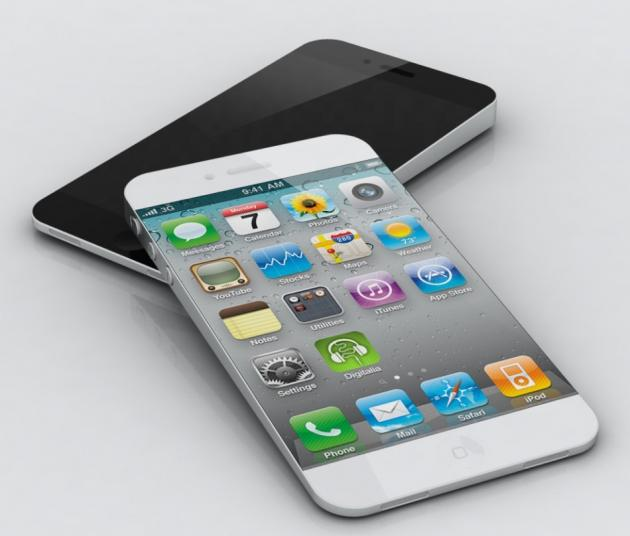 3G
9:41 AM
Messages
Monday
7
Calendar
Photos
Camera
YouTube
Stocks
280
Maps
73°
Weather
Notes
Utilities
iTunes
App Store
Settings
Digitalia
Phone
Mail
Safari
iPod